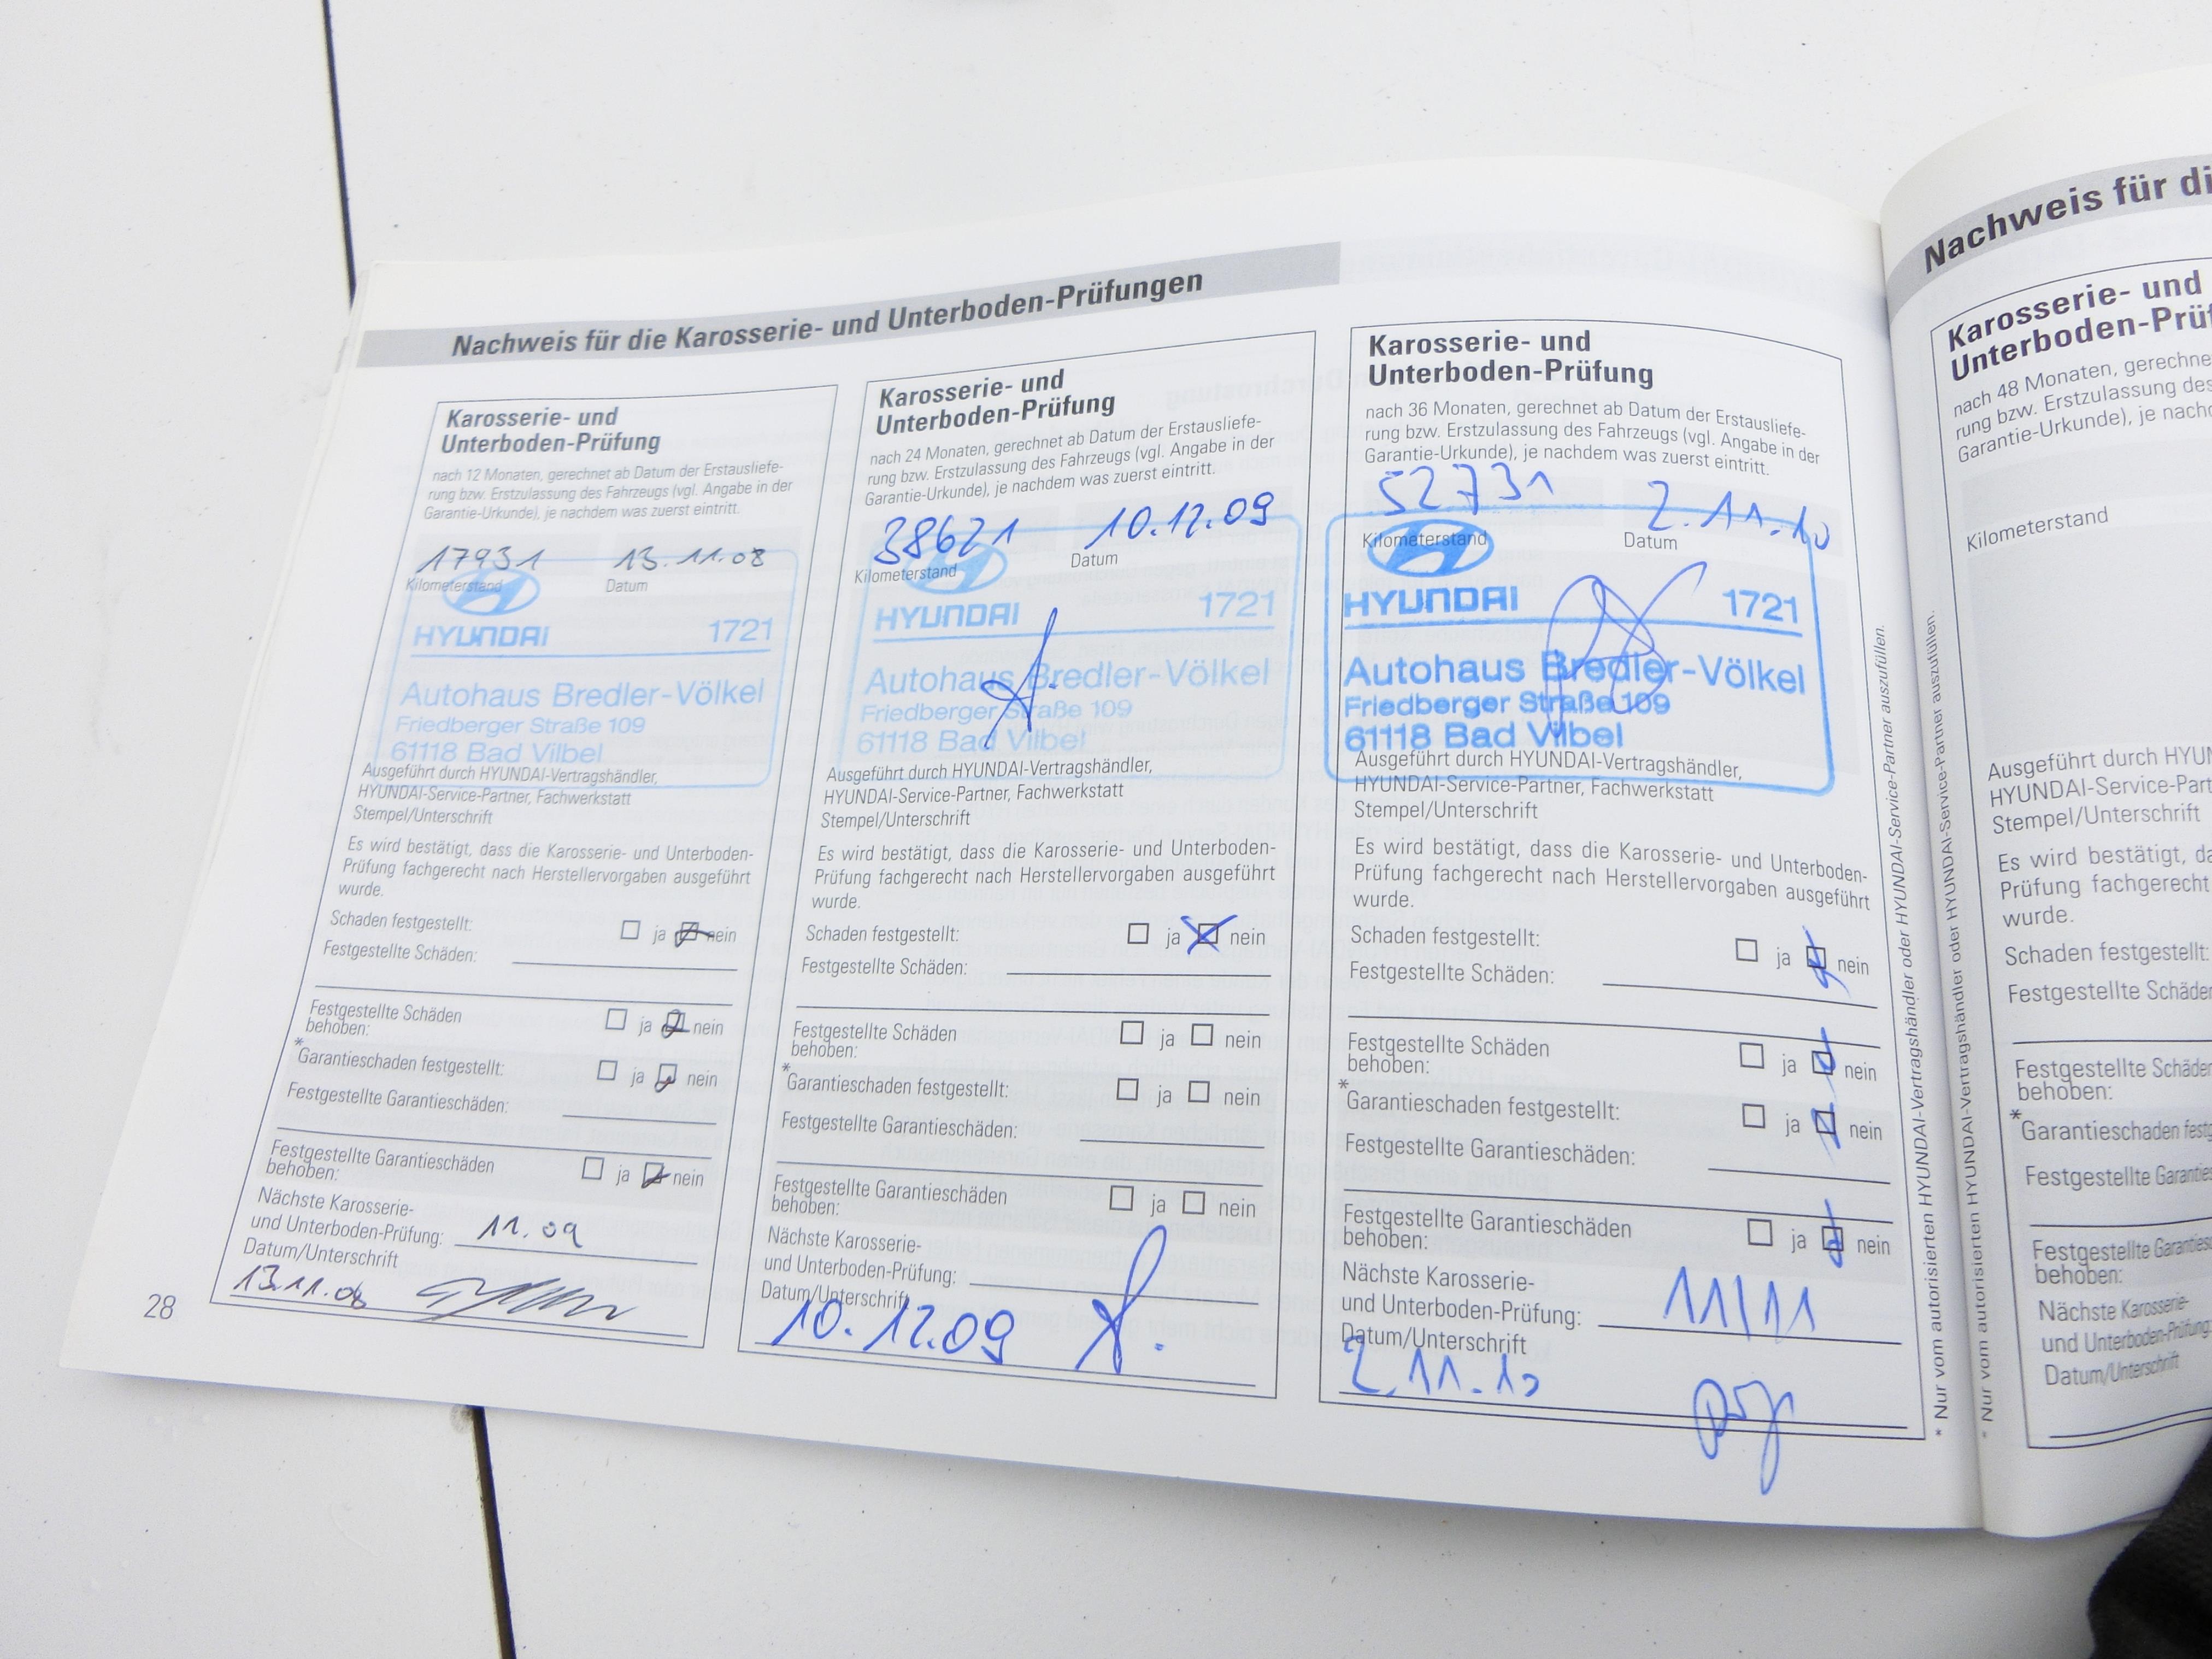 Nachweis für die Karosserie- und Unterboden-Prüfungen
Karosserie- und
Unterboden-Prüfung
nach 12 Monaten, gerechnet ab Datum der Erstausliefe-
rung bzw. Erstzulassung des Fahrzeugs (vgl. Angabe in der
Garantie-Urkunde), je nachdem was zuerst eintritt.
17931 13.11.08
Kilometerstand Datum
HYUNDAI 1721
Autohaus Bredler-Völkel
Friedberger Straße 109
61118 Bad Vilbel
Ausgeführt durch HYUNDAI-Vertragshändler,
HYUNDAI-Service-Partner, Fachwerkstatt
Stempel/Unterschrift
Es wird bestätigt, dass die Karosserie- und Unterboden-
Prüfung fachgerecht nach Herstellervorgaben ausgeführt
wurde.
Schaden festgestellt: ja nein
Festgestellte Schäden:
Festgestellte Schäden
behoben: ja nein
*Garantieschaden festgestellt: ja nein
Festgestellte Garantieschäden:
Festgestellte Garantieschäden
behoben: ja nein
Nächste Karosserie-
und Unterboden-Prüfung: 11.09
Datum/Unterschrift
13.11.08
28
Karosserie- und
Unterboden-Prüfung
nach 24 Monaten, gerechnet ab Datum der Erstausliefe-
rung bzw. Erstzulassung des Fahrzeugs (vgl. Angabe in der
Garantie-Urkunde), je nachdem was zuerst eintritt.
38621 10.12.09
Kilometerstand Datum
HYUNDAI 1721
Autohaus Bredler-Völkel
Friedberger Straße 109
61118 Bad Vilbel
Ausgeführt durch HYUNDAI-Vertragshändler,
HYUNDAI-Service-Partner, Fachwerkstatt
Stempel/Unterschrift
Es wird bestätigt, dass die Karosserie- und Unterboden-
Prüfung fachgerecht nach Herstellervorgaben ausgeführt
wurde.
Schaden festgestellt: ja nein
Festgestellte Schäden:
Festgestellte Schäden
behoben: ja nein
*Garantieschaden festgestellt: ja nein
Festgestellte Garantieschäden:
Festgestellte Garantieschäden
behoben: ja nein
Nächste Karosserie-
und Unterboden-Prüfung:
Datum/Unterschrift
10.12.09
Karosserie- und
Unterboden-Prüfung
nach 36 Monaten, gerechnet ab Datum der Erstausliefe-
rung bzw. Erstzulassung des Fahrzeugs (vgl. Angabe in der
Garantie-Urkunde), je nachdem was zuerst eintritt.
52731 2.11.10
Kilometerstand Datum
HYUNDAI 1721
Autohaus Bredler-Völkel
Friedberger Straße 109
61118 Bad Vilbel
Ausgeführt durch HYUNDAI-Vertragshändler,
HYUNDAI-Service-Partner, Fachwerkstatt
Stempel/Unterschrift
Es wird bestätigt, dass die Karosserie- und Unterboden-
Prüfung fachgerecht nach Herstellervorgaben ausgeführt
wurde.
Schaden festgestellt: ja nein
Festgestellte Schäden:
Festgestellte Schäden
behoben: ja nein
*Garantieschaden festgestellt: ja nein
Festgestellte Garantieschäden:
Festgestellte Garantieschäden
behoben: ja nein
Nächste Karosserie-
und Unterboden-Prüfung: 11/11
Datum/Unterschrift
2.11.10
* Nur vom autorisierten HYUNDAI-Vertragshändler oder HYUNDAI-Service-Partner auszufüllen.
* Nur vom autorisierten HYUNDAI-Vertragshändler oder HYUNDAI-Service-Partner auszufüllen.
Nachweis für di
Karosserie- und
Unterboden-Prüf
nach 48 Monaten, gerechne
rung bzw. Erstzulassung des
Garantie-Urkunde), je nach
Kilometerstand
Ausgeführt durch HYUN
HYUNDAI-Service-Part
Stempel/Unterschrift
Es wird bestätigt, da
Prüfung fachgerecht
wurde.
Schaden festgestellt:
Festgestellte Schäden
Festgestellte Schäden
behoben:
*Garantieschaden festg
Festgestellte Garanties
Festgestellte Garanties
behoben:
Nächste Karosserie-
und Unterboden-Prüfung:
Datum/Unterschrift